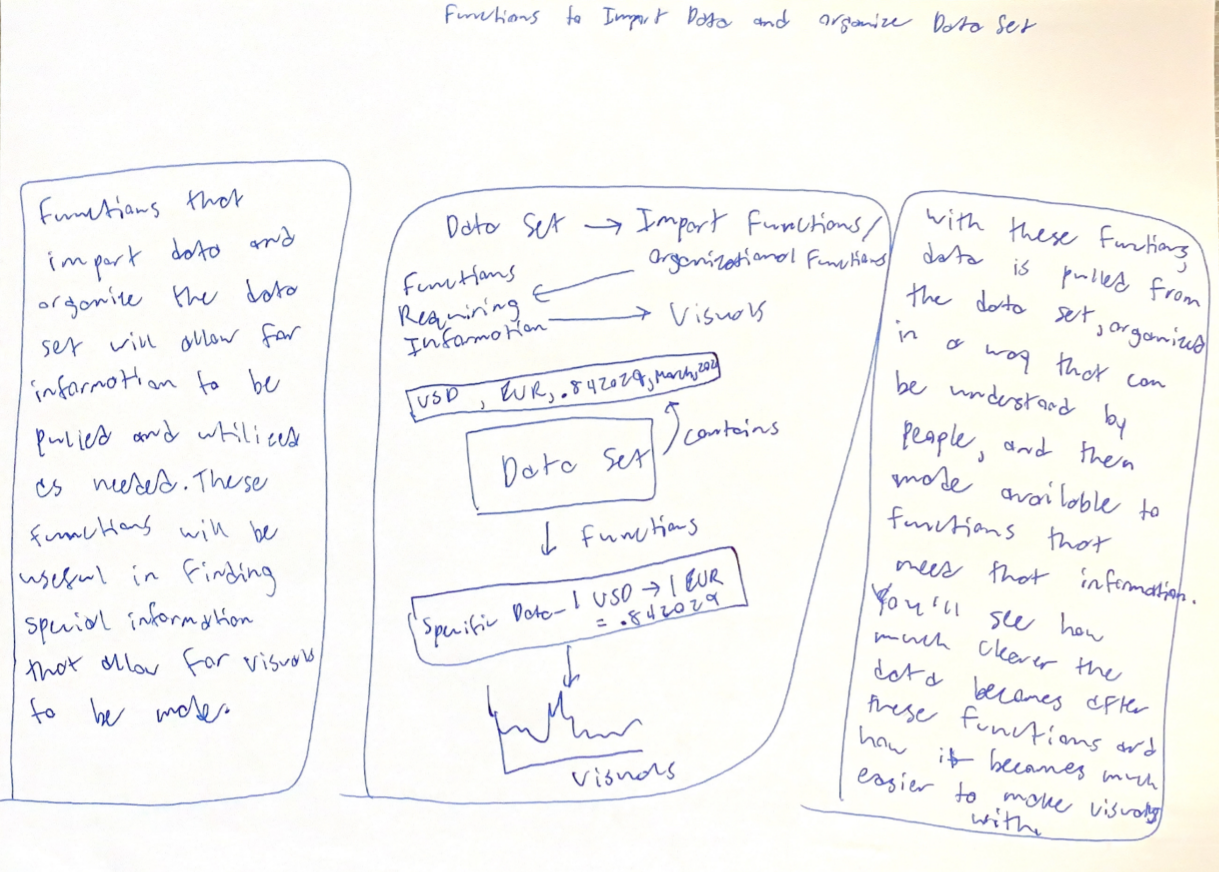 Functions to Import Data and organize Data Set
Functions that
import data and
organize the data
set will allow for
information to be
pulled and utilized
as needed. These
functions will be
useful in finding
special information
that allow for visuals
to be made.
Data Set → Import Functions/
Organizational Functions
Functions
Requiring
Information → Visuals
USD, EUR, .842029, March,
contains
Data Set
↓ Functions
Specific Data - 1 USD → 1 EUR
= .842029
Visuals
With these functions,
data is pulled from
the data set, organized
in a way that can
be understood by
people, and then
made available to
functions that
need that information.
You'll see how
much clearer the
data becomes after
these functions and
how it becomes much
easier to make visuals
with.